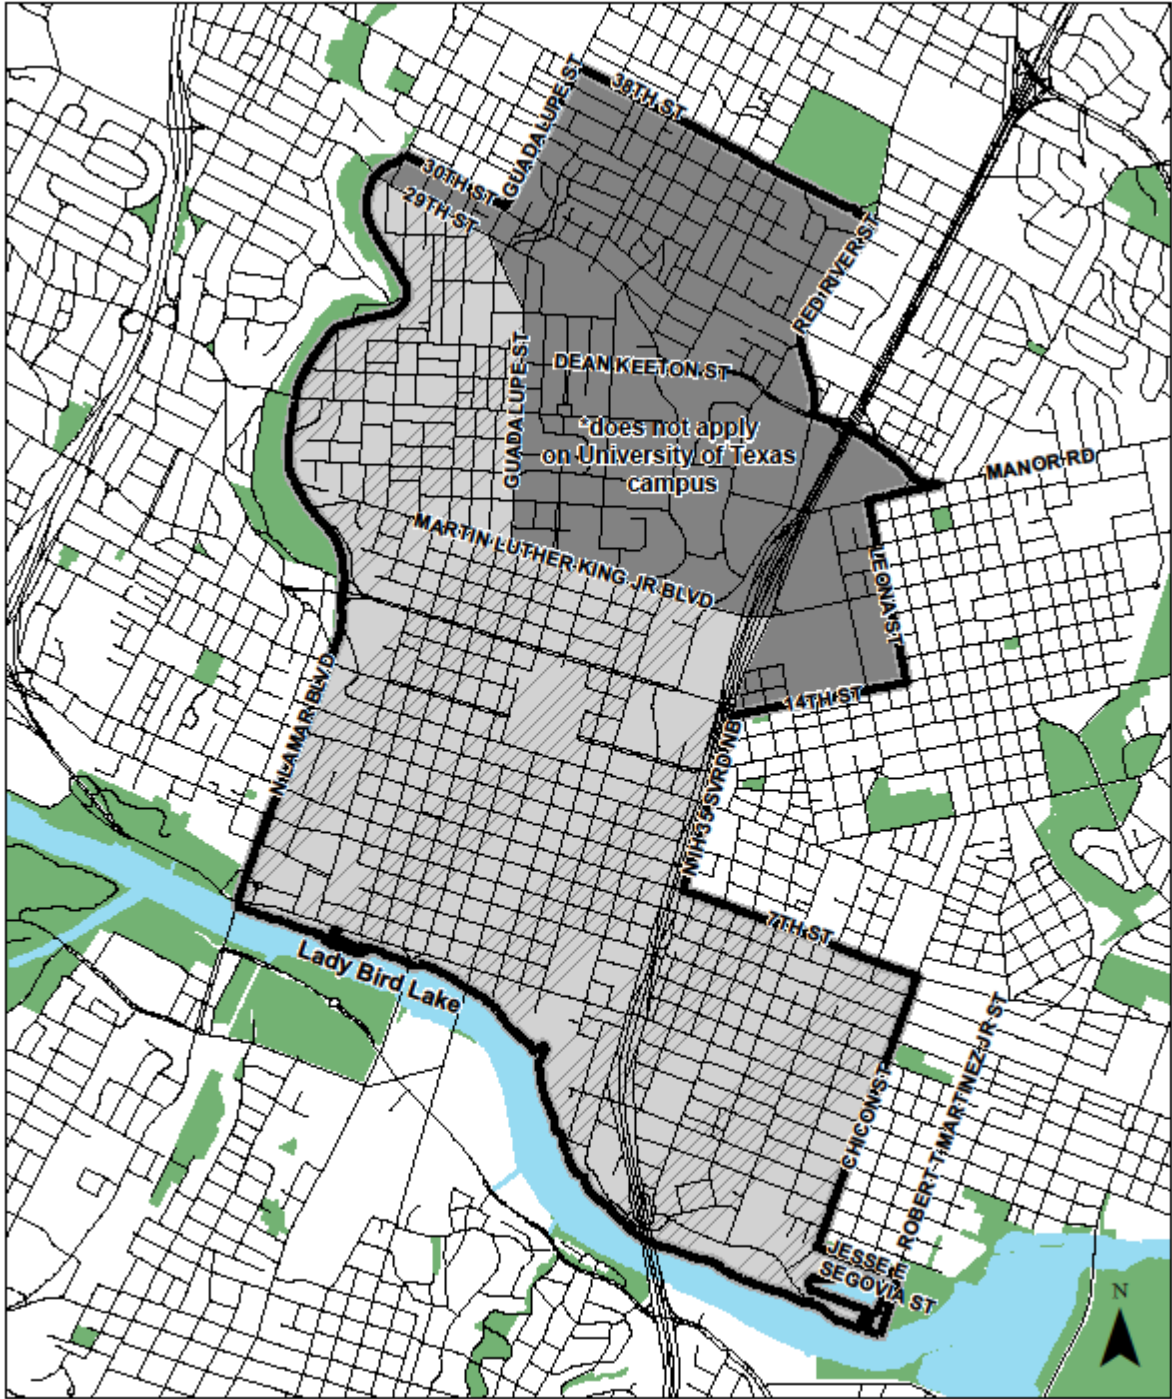 GUADALUPE ST
38TH ST
30TH ST
29TH ST
RED RIVER ST
DEAN KEETON ST
GUADALUPE ST
*does not apply
on University of Texas
campus
MANOR RD
MARTIN LUTHER KING JR BLVD
LEONA ST
14TH ST
N LAMAR BLVD
N IH 35 SVRD NB
7TH ST
Lady Bird Lake
CHICON ST
ROBERT T MARTINEZ JR ST
JESSE E
SEGOVIA ST
N